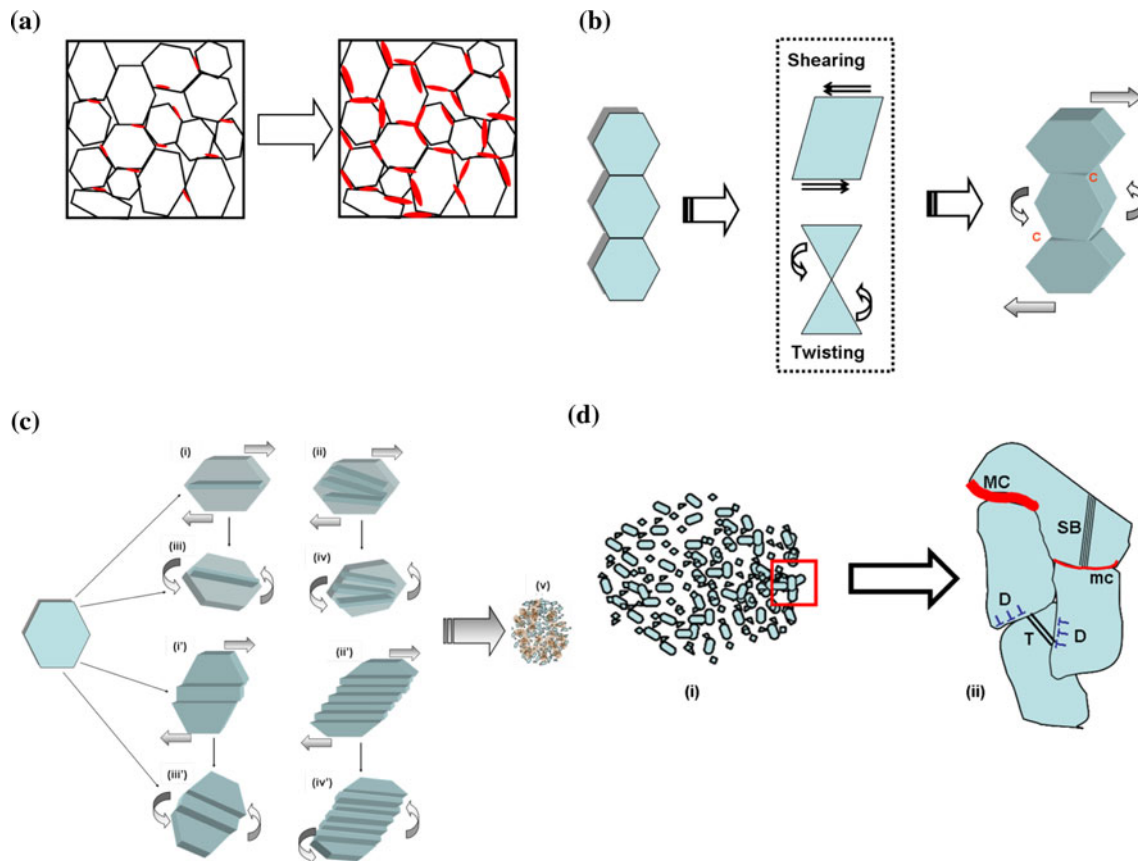 (a)
(b)
Shearing
C
C
Twisting
(c)
(i)
(ii)
(iii)
(iv)
(v)
(i')
(ii')
(iii')
(iv')
(d)
MC
SB
mc
D
T
D
(i)
(ii)